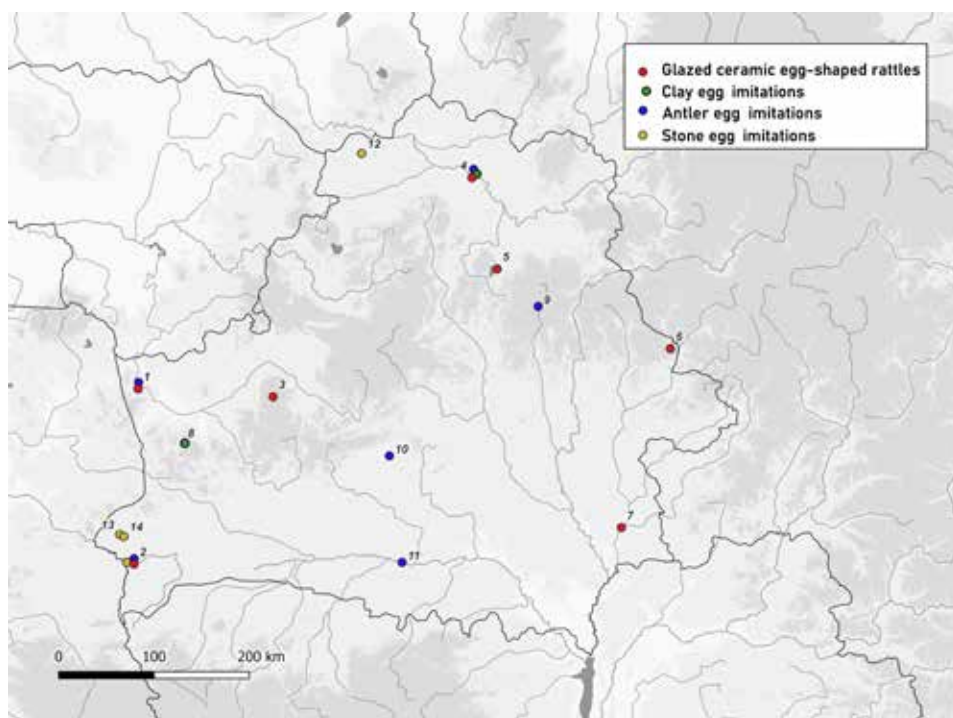 Glazed ceramic egg-shaped rattles
Clay egg imitations
Antler egg imitations
Stone egg imitations
12
4
5
9
6
1
3
8
10
13 14
7
2
11
0 100 200 km